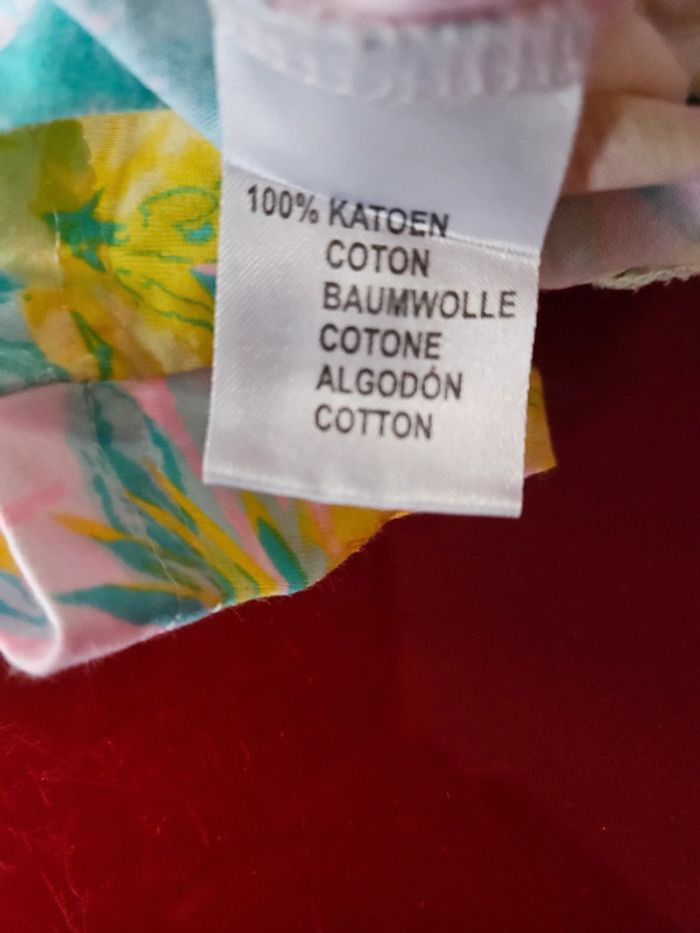 100% KATOEN
COTON
BAUMWOLLE
COTONE
ALGODÓN
COTTON